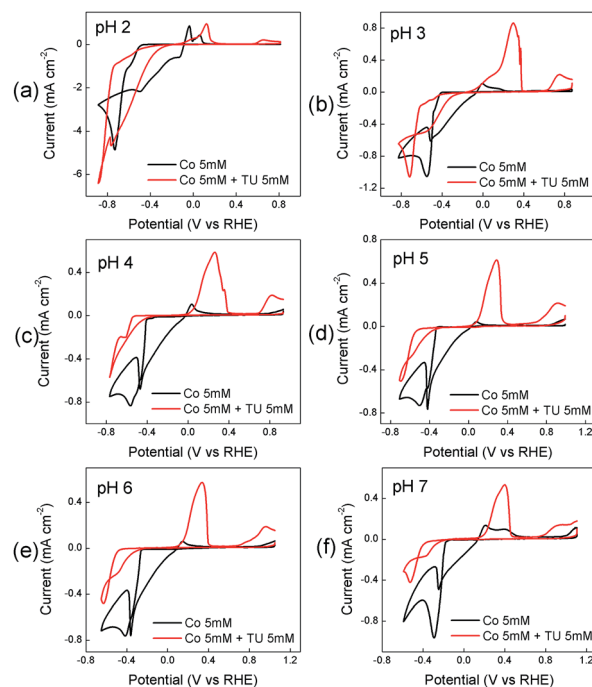 pH 2
(a)
Current (mA cm⁻²)
0
-2
-4
-6
Co 5mM
Co 5mM + TU 5mM
-0.8 -0.4 0.0 0.4 0.8
Potential (V vs RHE)
pH 3
(b)
Current (mA cm⁻²)
0.8
0.4
0.0
-0.4
-0.8
-1.2
Co 5mM
Co 5mM + TU 5mM
-0.8 -0.4 0.0 0.4 0.8
Potential (V vs RHE)
pH 4
(c)
Current (mA cm⁻²)
0.4
0.0
-0.4
-0.8
Co 5mM
Co 5mM + TU 5mM
-0.8 -0.4 0.0 0.4 0.8
Potential (V vs RHE)
pH 5
(d)
Current (mA cm⁻²)
0.8
0.4
0.0
-0.4
-0.8
Co 5mM
Co 5mM + TU 5mM
-0.8 -0.4 0.0 0.4 0.8 1.2
Potential (V vs RHE)
pH 6
(e)
Current (mA cm⁻²)
0.4
0.0
-0.4
-0.8
Co 5mM
Co 5mM + TU 5mM
-0.8 -0.4 0.0 0.4 0.8 1.2
Potential (V vs RHE)
pH 7
(f)
Current (mA cm⁻²)
0.8
0.4
0.0
-0.4
-0.8
Co 5mM
Co 5mM + TU 5mM
-0.8 -0.4 0.0 0.4 0.8 1.2
Potential (V vs RHE)